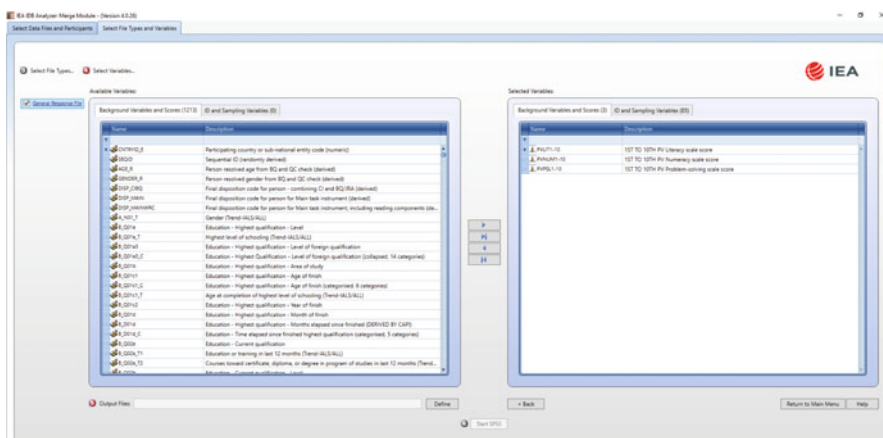 IEA IDB Analyzer Merge Module - (Version 4.0.26)
Select Data Files and Participants
Select File Types and Variables
Select File Types...
Select Variables...
IEA
General Response File
Available Variables:
Background Variables and Scores (1213)
ID and Sampling Variables (0)
Name
Description
CNTRYID_E
Participating country or sub-national entity code (numeric)
SEQID
Sequential ID (randomly derived)
AGE_R
Person resolved age from BQ and QC check (derived)
GENDER_R
Person resolved gender from BQ and QC check (derived)
DISP_CIBQ
Final disposition code for person - combining CI and BQ/JRA (derived)
DISP_MAIN
Final disposition code for person for Main task instrument (derived)
DISP_MAINWRC
Final disposition code for person for Main task instrument, including reading components (de...
A_N01_T
Gender (Trend-IALS/ALL)
B_Q01a
Education - Highest qualification - Level
B_Q01a_T
Highest level of schooling (Trend-IALS/ALL)
Education - Highest qualification - Level of foreign qualification
Education - Highest Qualification - Level of foreign qualification (collapsed, 14 categories)
B_Q01b
Education - Highest qualification - Area of study
Education - Highest qualification - Age of finish
Education - Highest qualification - Age of finish (categorised, 9 categories)
Age at completion of highest level of schooling (Trend-IALS/ALL)
Education - Highest qualification - Year of finish
B_Q01d
Education - Highest qualification - Month of finish
B_D01d
Education - Highest qualification - Months elapsed since finished (DERIVED BY CAPI)
B_D01d_C
Education - Time elapsed since finished highest qualification (categorised, 5 categories)
B_Q02a
Education - Current qualification
B_Q02a_T1
Education or training in last 12 months (Trend-IALS/ALL)
B_Q02a_T2
Courses toward certificate, diploma, or degree in program of studies in last 12 months (Trend...
Education - Current qualification - Level
Selected Variables:
Background Variables and Scores (3)
ID and Sampling Variables (85)
Name
Description
PVLIT1-10
1ST TO 10TH PV Literacy scale score
PVNUM1-10
1ST TO 10TH PV Numeracy scale score
PVPSL1-10
1ST TO 10TH PV Problem-solving scale score
Output Files:
Define
< Back
Return to Main Menu
Help
Start SPSS